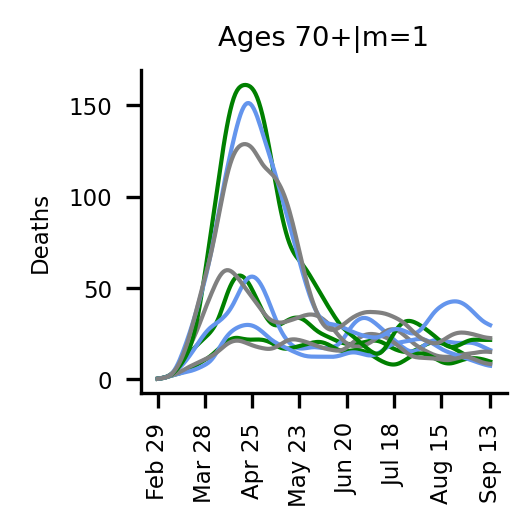 Ages 70+|m=1
Deaths
150
100
50
0
Feb 29
Mar 28
Apr 25
May 23
Jun 20
Jul 18
Aug 15
Sep 13